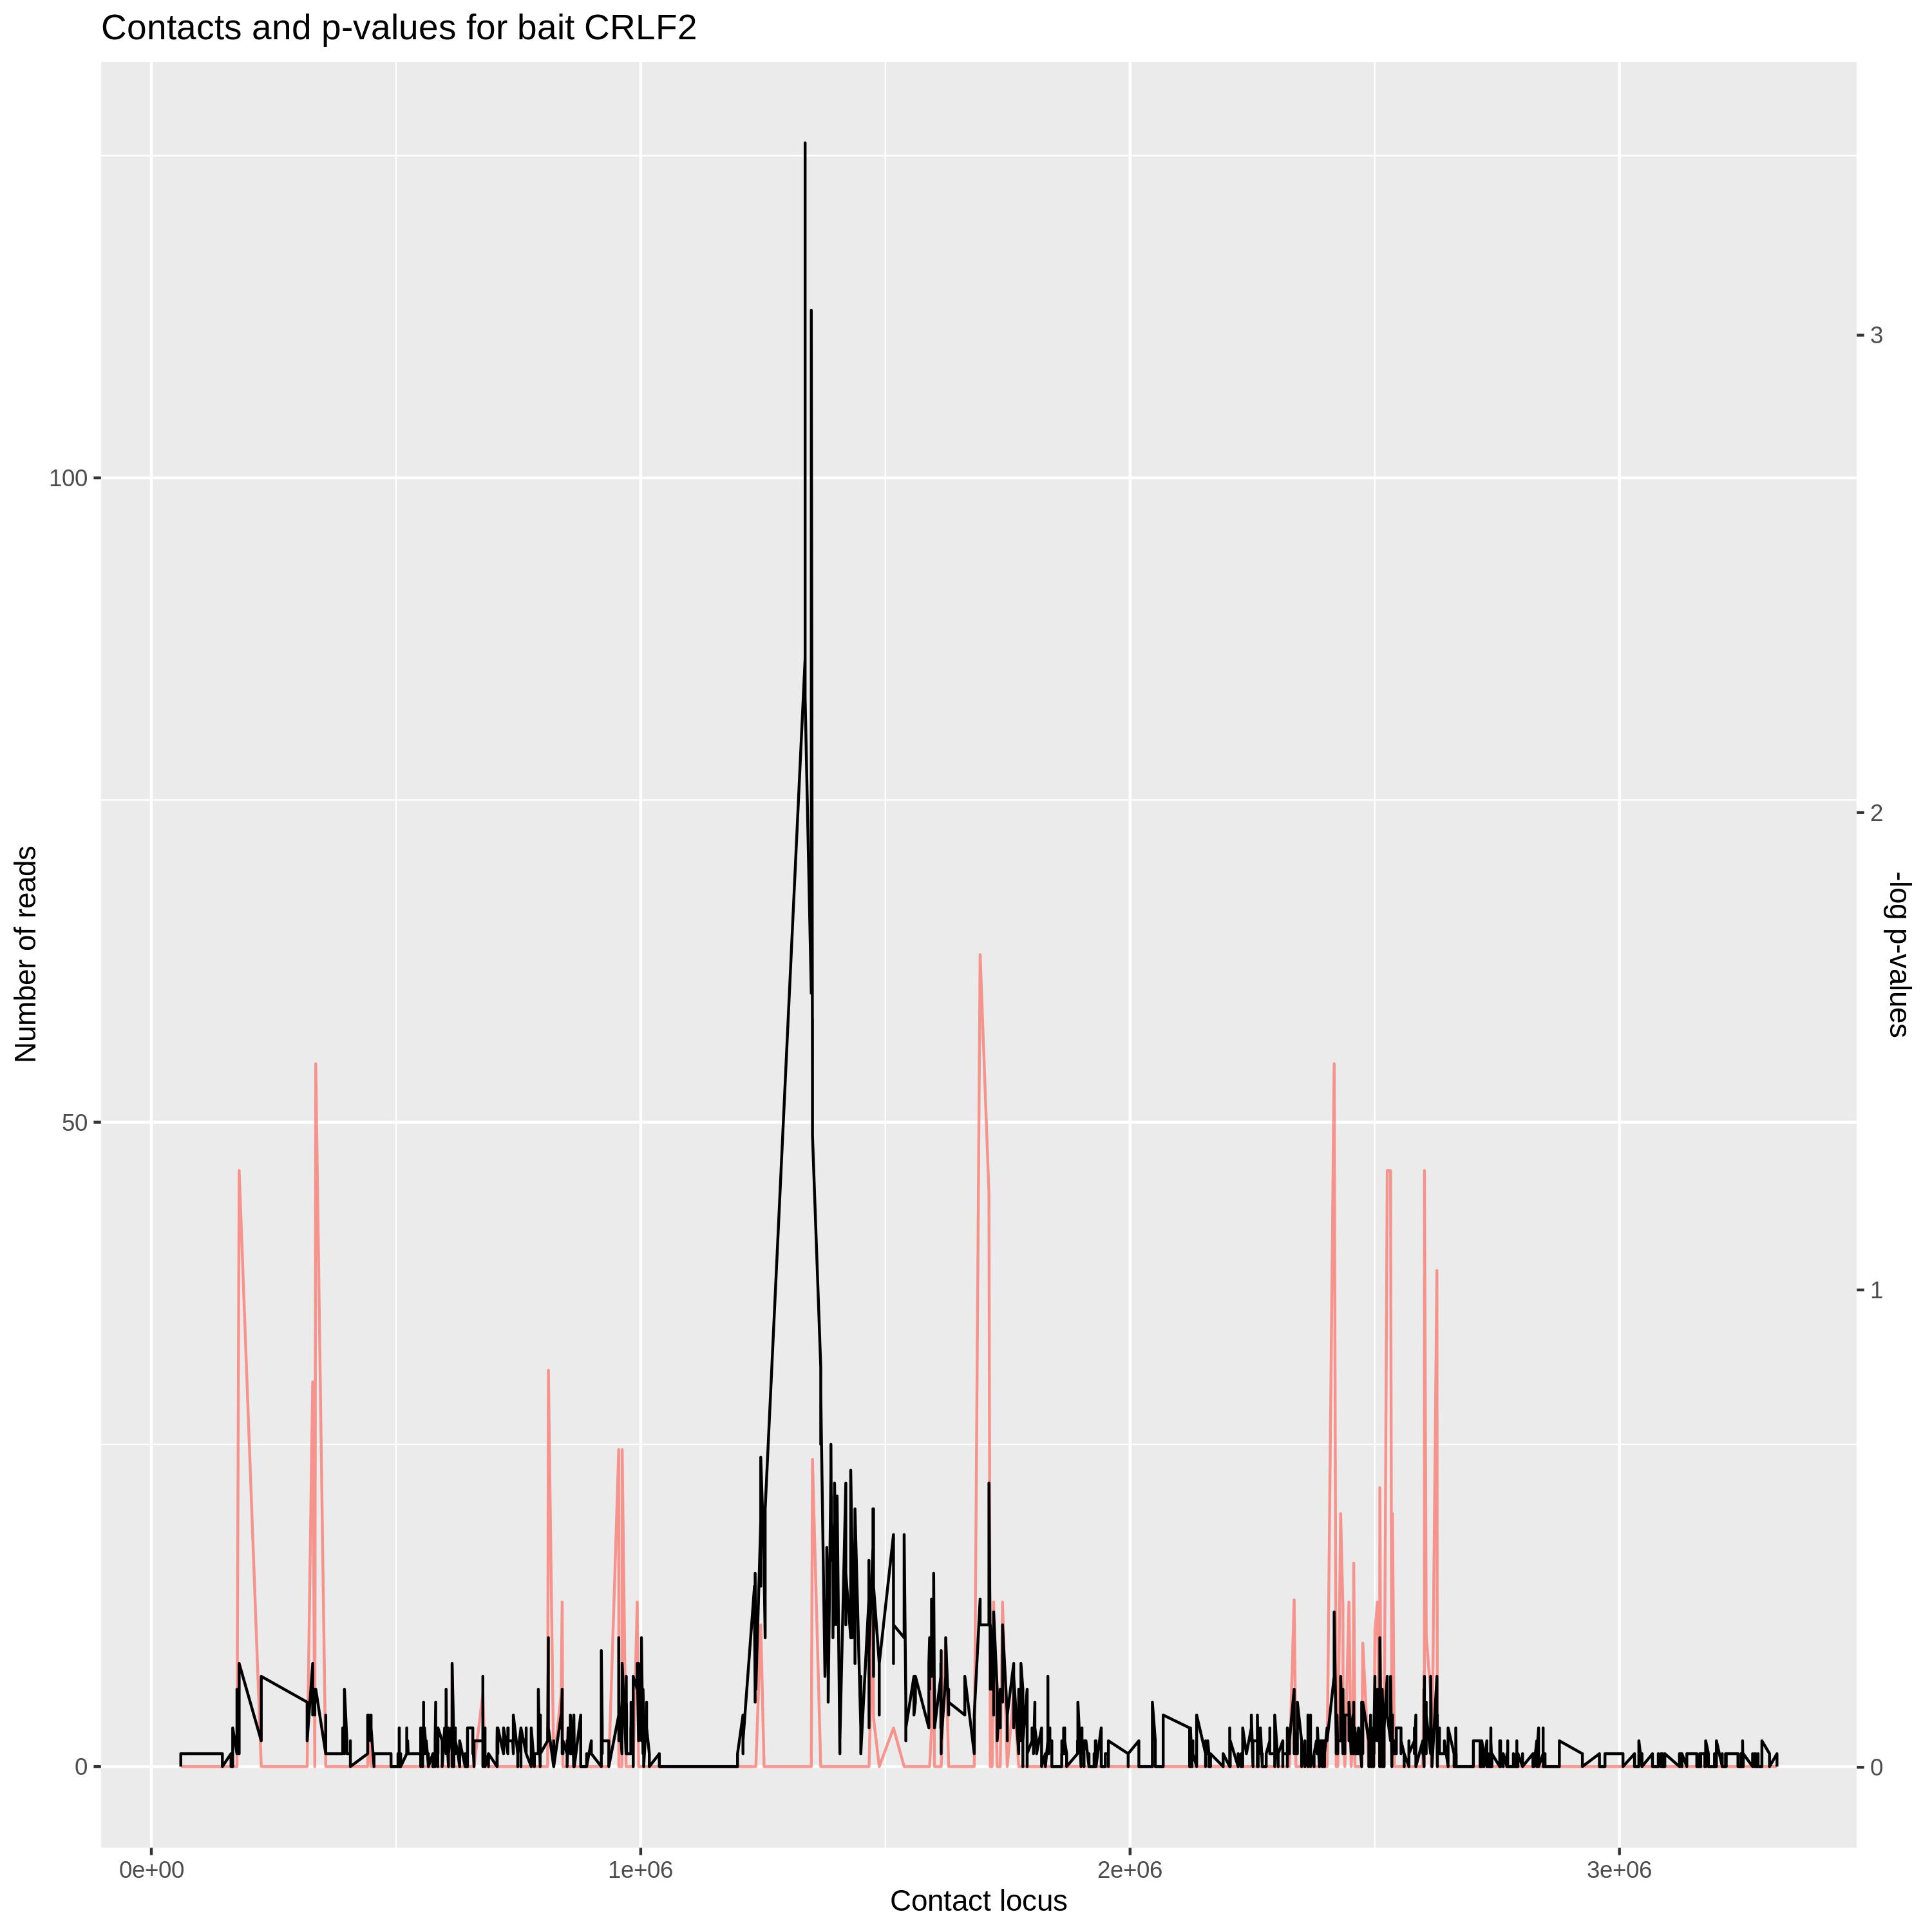 Contacts and p-values for bait CRLF2
100
50
0
Number of reads
3
2
1
0
-log p-values
0e+00 1e+06 2e+06 3e+06
Contact locus